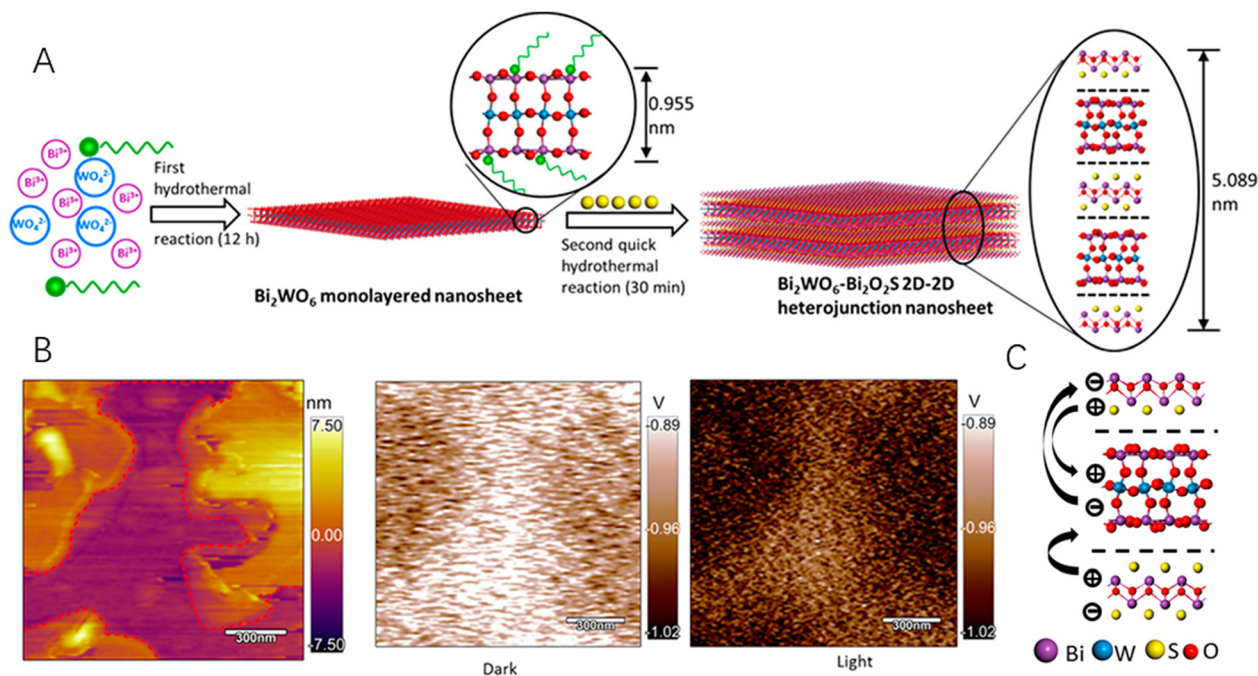 A
Bi³⁺
WO₄²⁻
Bi³⁺
Bi³⁺
Bi³⁺
WO₄²⁻
WO₄²⁻
Bi³⁺
Bi³⁺
First
hydrothermal
reaction (12 h)
0.955
nm
Bi₂WO₆ monolayered nanosheet
Second quick
hydrothermal
reaction (30 min)
Bi₂WO₆-Bi₂O₂S 2D-2D
heterojunction nanosheet
5.089
nm
B
nm
7.50
0.00
-7.50
300nm
V
-0.89
-0.96
-1.02
300nm
Dark
V
-0.89
-0.96
-1.02
300nm
Light
C
Bi W S O